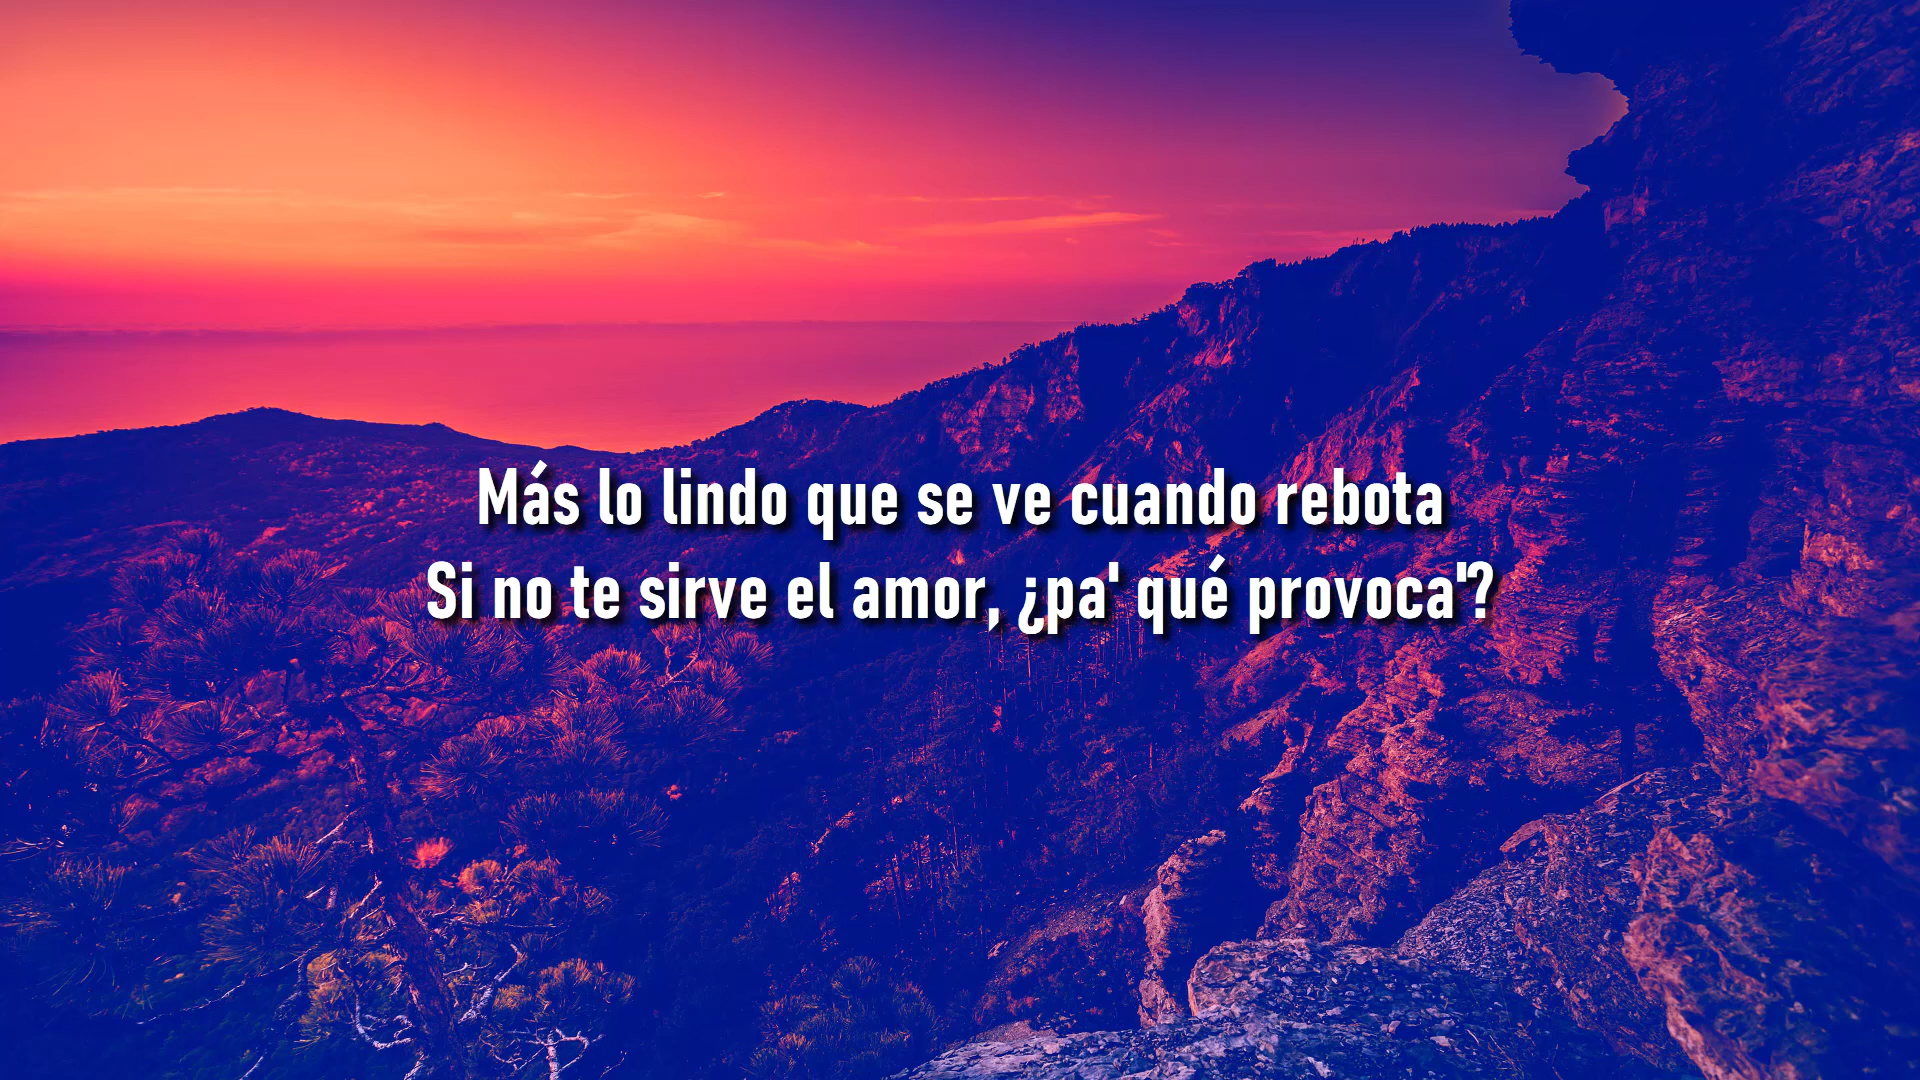 Más lo lindo que se ve cuando rebota
Si no te sirve el amor, ¿pa' qué provoca'?